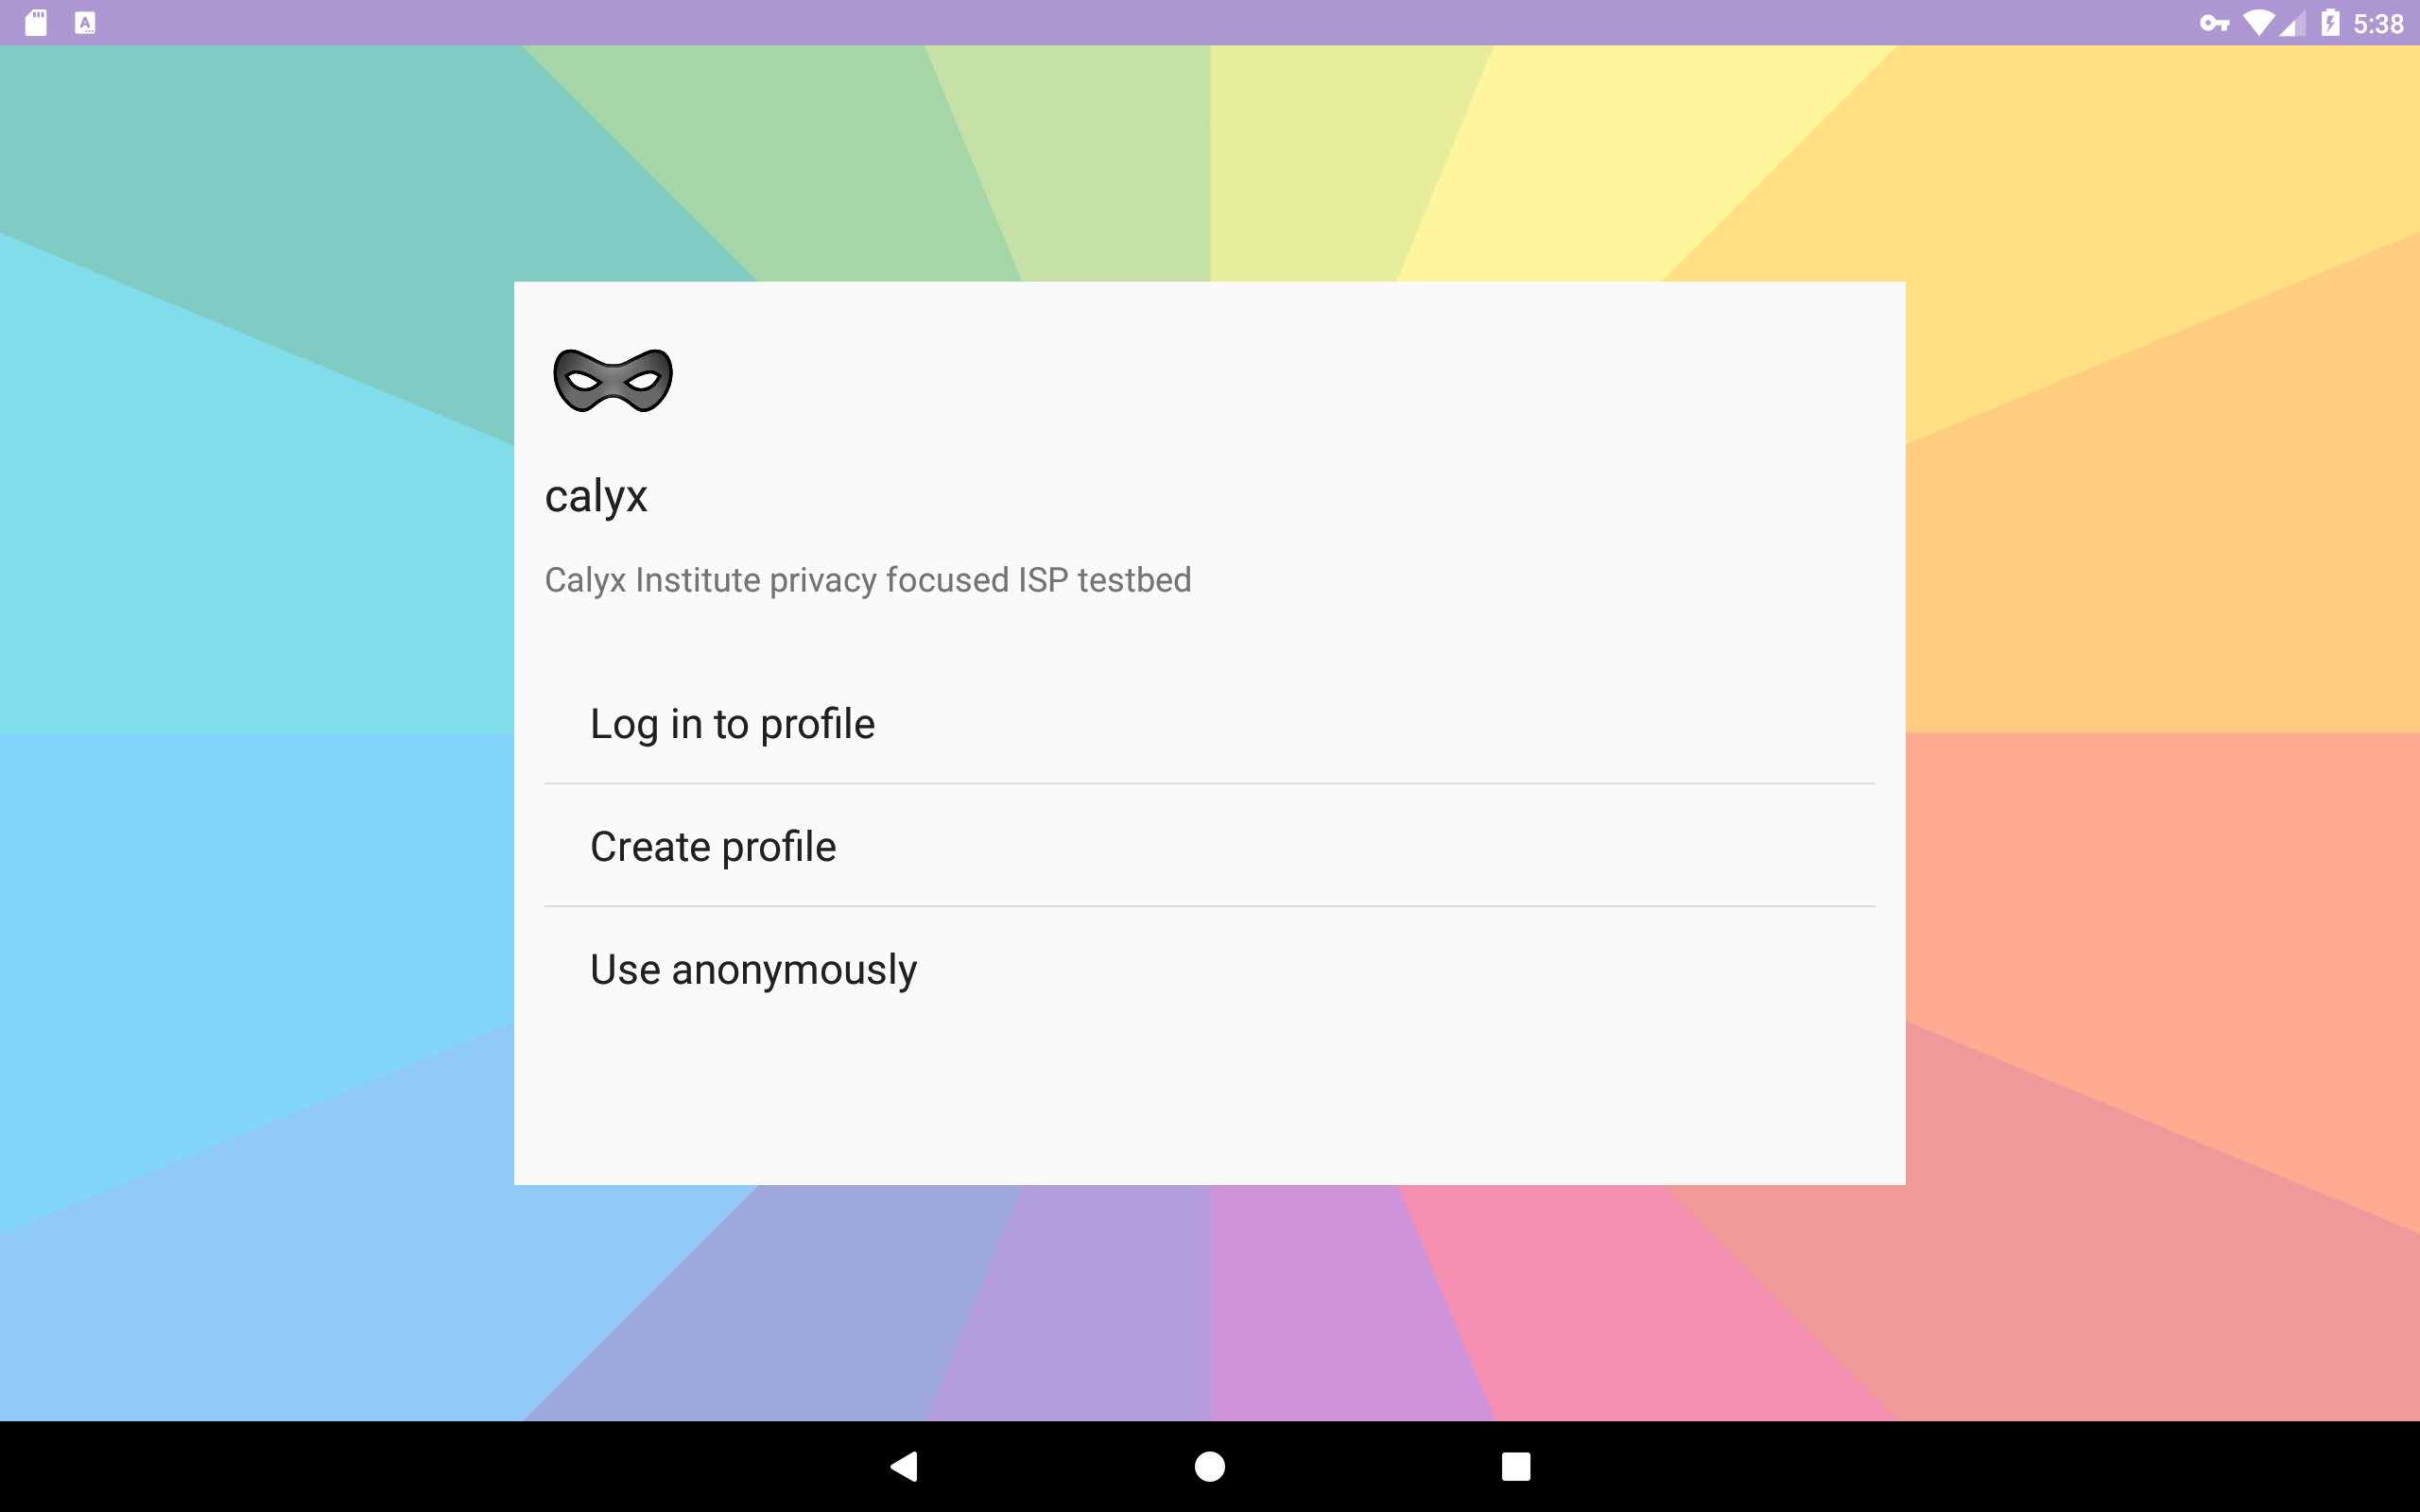 5:38
calyx
Calyx Institute privacy focused ISP testbed
Log in to profile
Create profile
Use anonymously